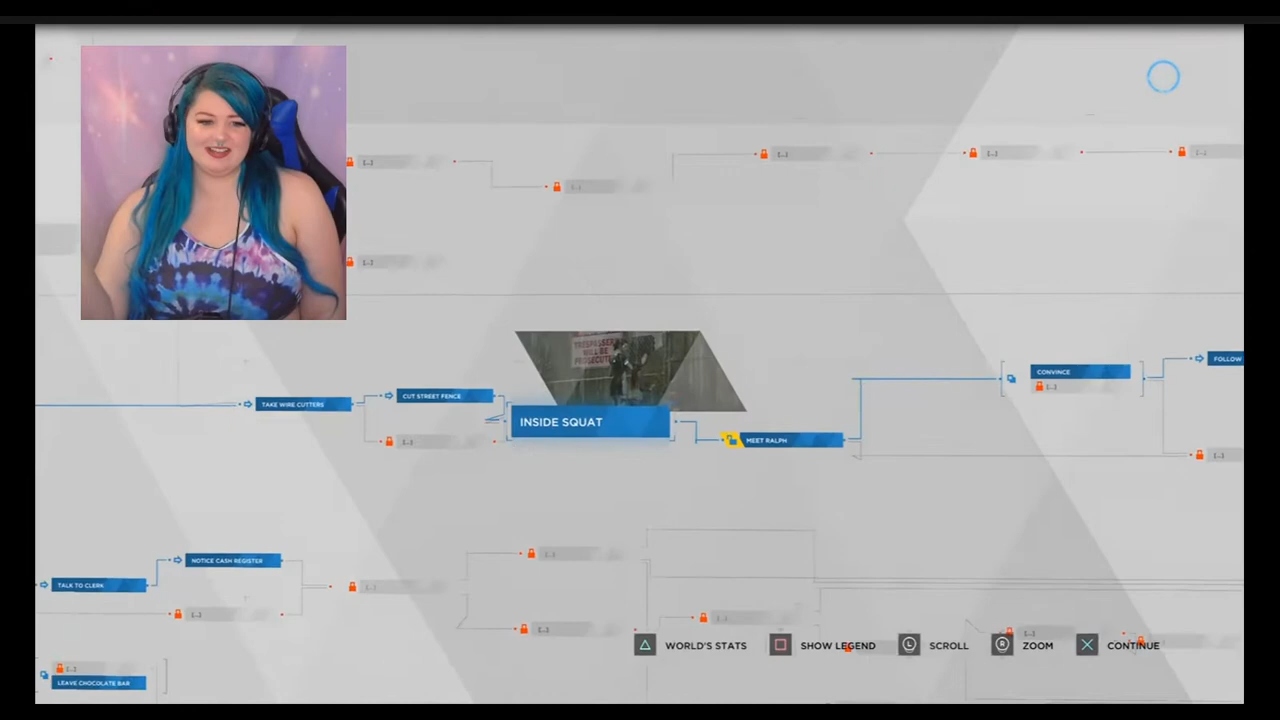 [...]
[...]
[...]
[...]
[...]
[...]
TRESPASSERS
WILL BE
PROSECUTED
CONVINCE
[...]
FOLLOW
TAKE WIRE CUTTERS
CUT STREET FENCE
[...]
INSIDE SQUAT
MEET RALPH
[...]
NOTICE CASH REGISTER
TALK TO CLERK
[...]
[...]
[...]
[...]
[...]
[...]
WORLD'S STATS
SHOW LEGEND
L
SCROLL
R
ZOOM
CONTINUE
[...]
LEAVE CHOCOLATE BAR